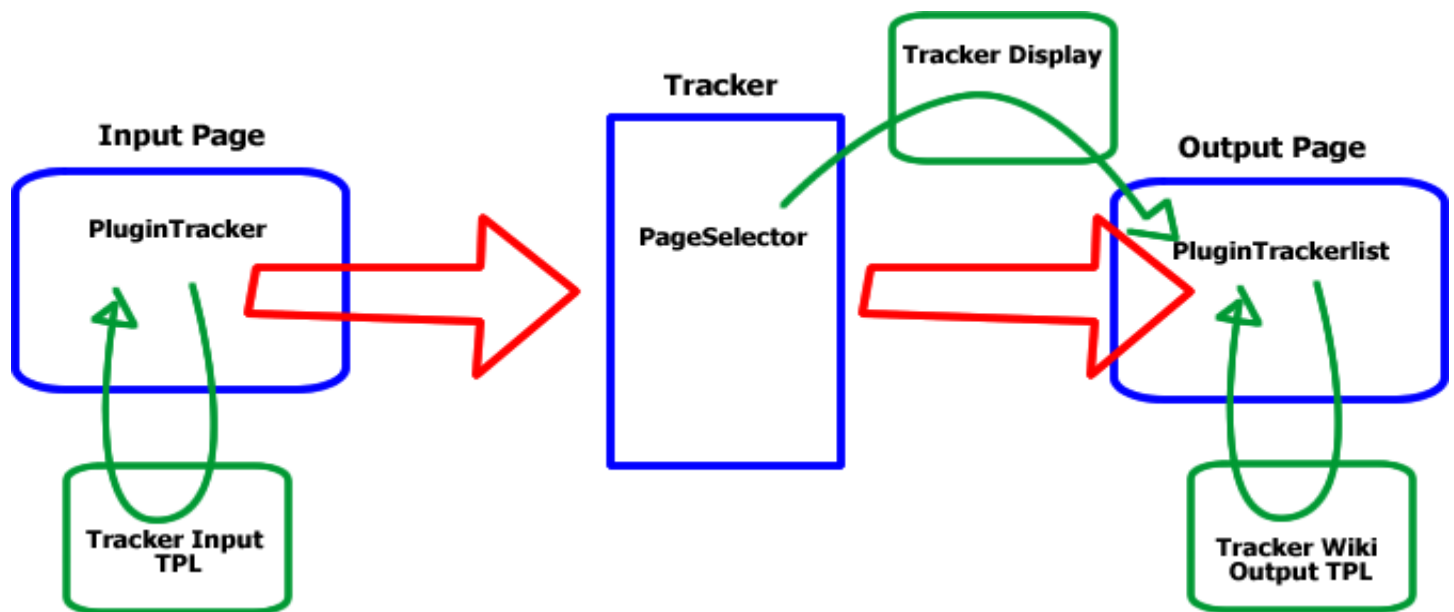 Input Page
PluginTracker
Tracker Input
TPL
Tracker
PageSelector
Tracker Display
Output Page
PluginTrackerlist
Tracker Wiki
Output TPL